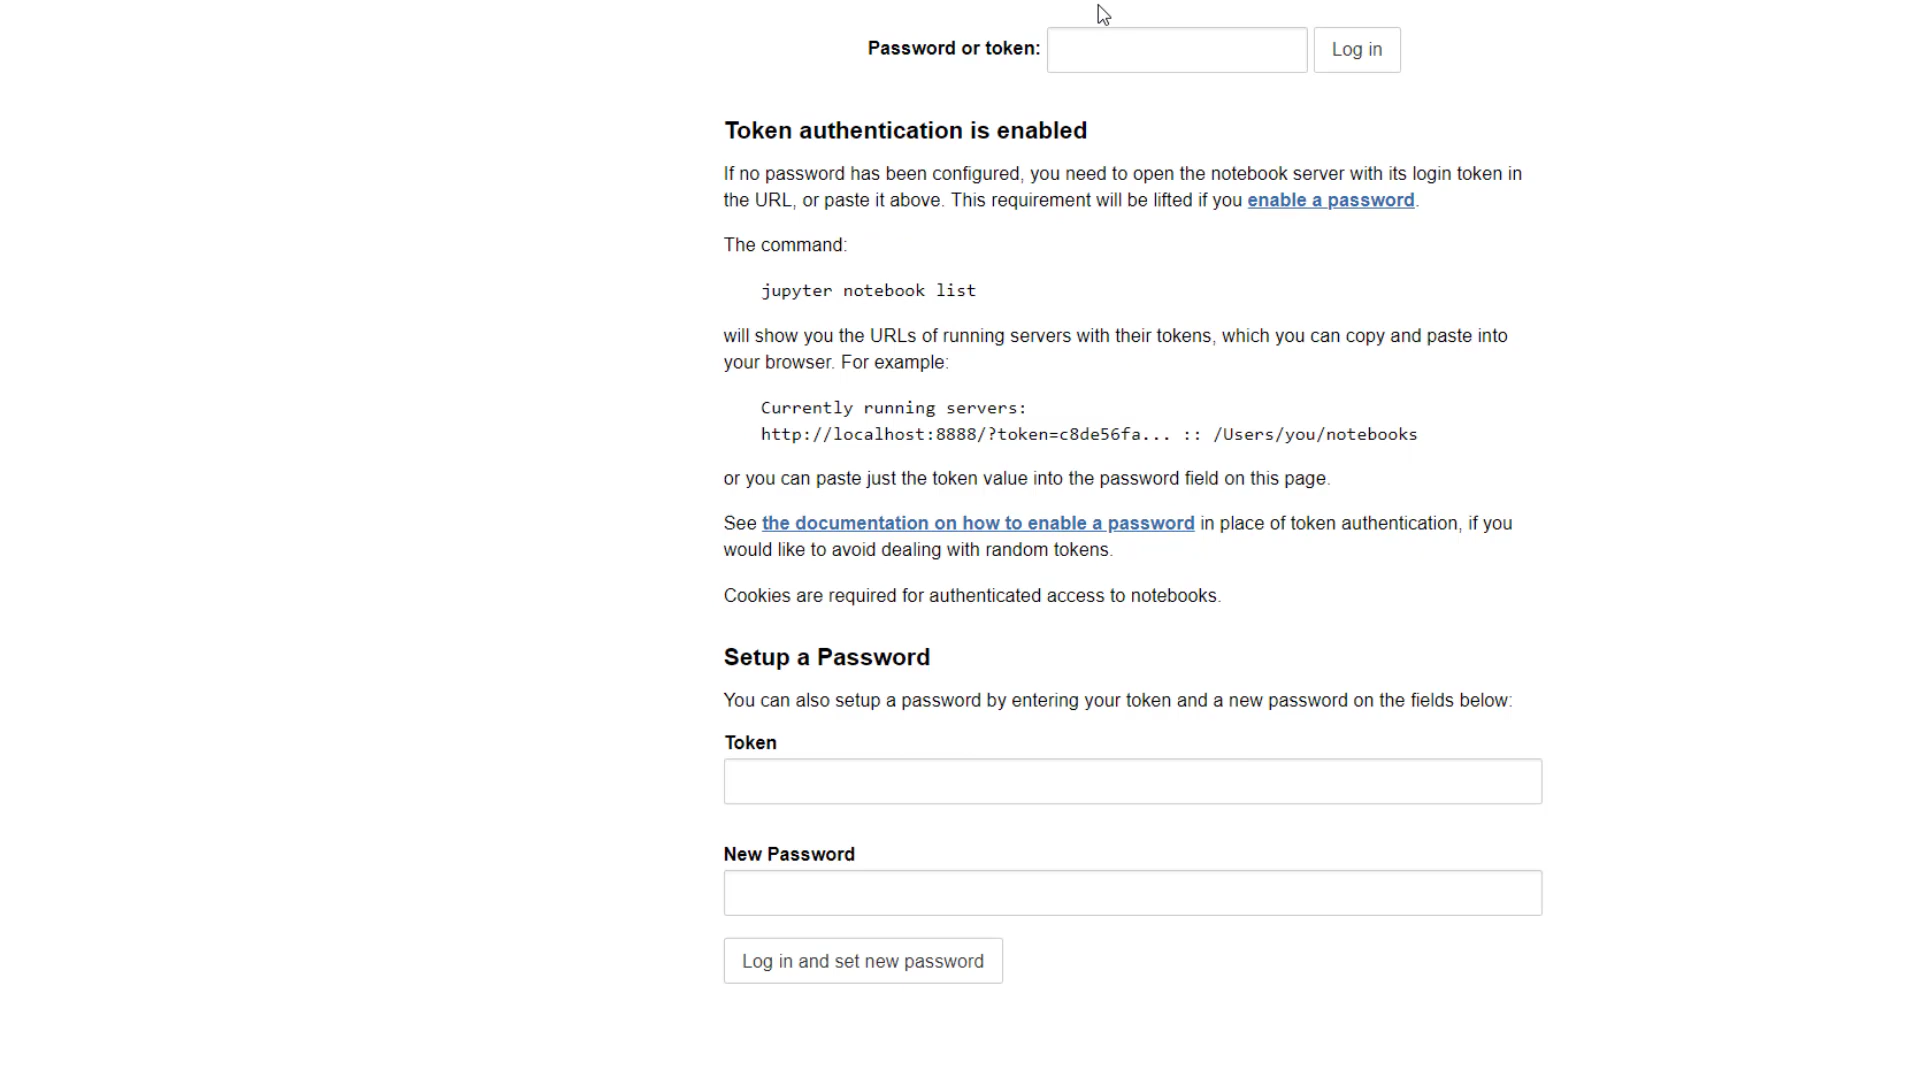 Password or token:
Log in
Token authentication is enabled
If no password has been configured, you need to open the notebook server with its login token in
the URL, or paste it above. This requirement will be lifted if you enable a password.
The command:
jupyter notebook list
will show you the URLs of running servers with their tokens, which you can copy and paste into
your browser. For example:
Currently running servers:
http://localhost:8888/?token=c8de56fa... :: /Users/you/notebooks
or you can paste just the token value into the password field on this page.
See the documentation on how to enable a password in place of token authentication, if you
would like to avoid dealing with random tokens.
Cookies are required for authenticated access to notebooks.
Setup a Password
You can also setup a password by entering your token and a new password on the fields below:
Token
New Password
Log in and set new password